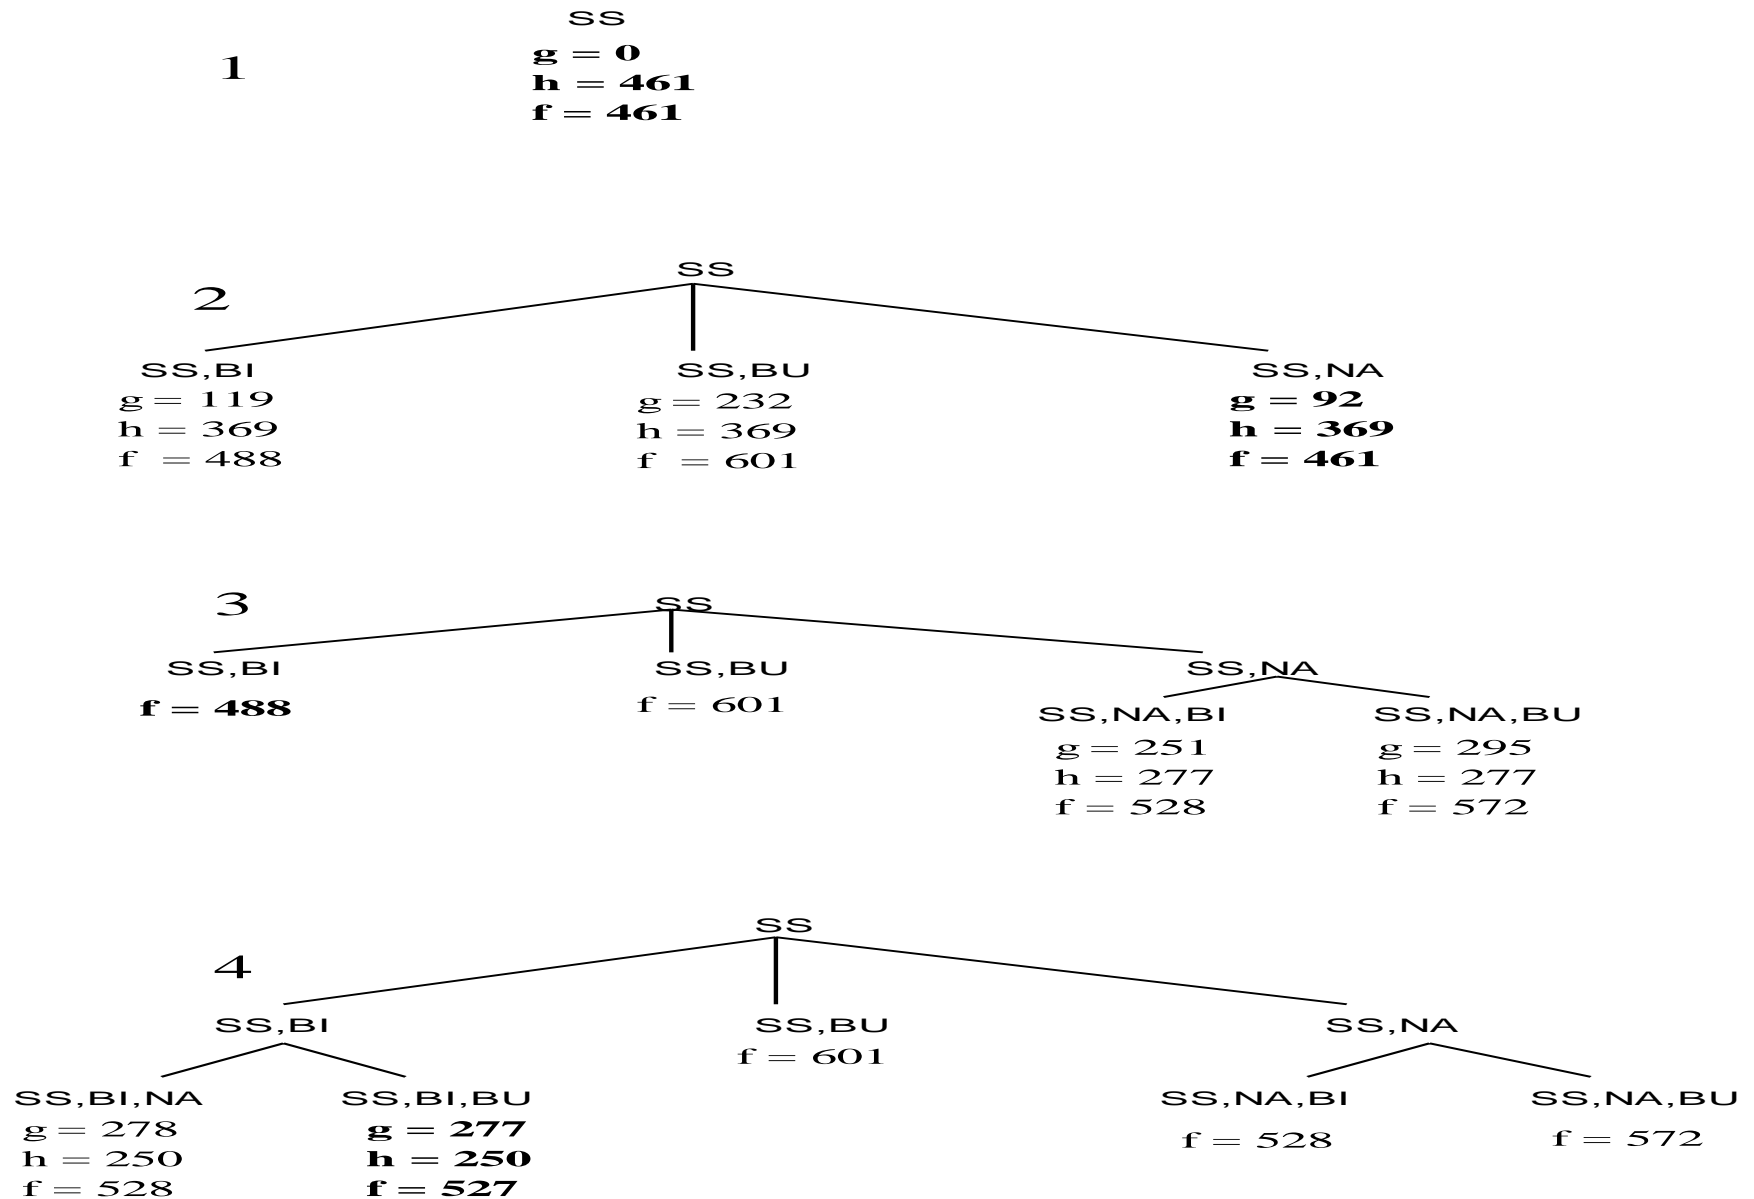 SS
1
g = 0
h = 461
f = 461
SS
2
SS,BI
SS,BU
SS,NA
g = 119
h = 369
f = 488
g = 232
h = 369
f = 601
g = 92
h = 369
f = 461
3
SS
SS,BI
SS,BU
SS,NA
f = 488
f = 601
SS,NA,BI
SS,NA,BU
g = 251
h = 277
f = 528
g = 295
h = 277
f = 572
SS
4
SS,BI
SS,BU
SS,NA
f = 601
SS,BI,NA
SS,BI,BU
SS,NA,BI
SS,NA,BU
g = 278
h = 250
f = 528
g = 277
h = 250
f = 527
f = 528
f = 572